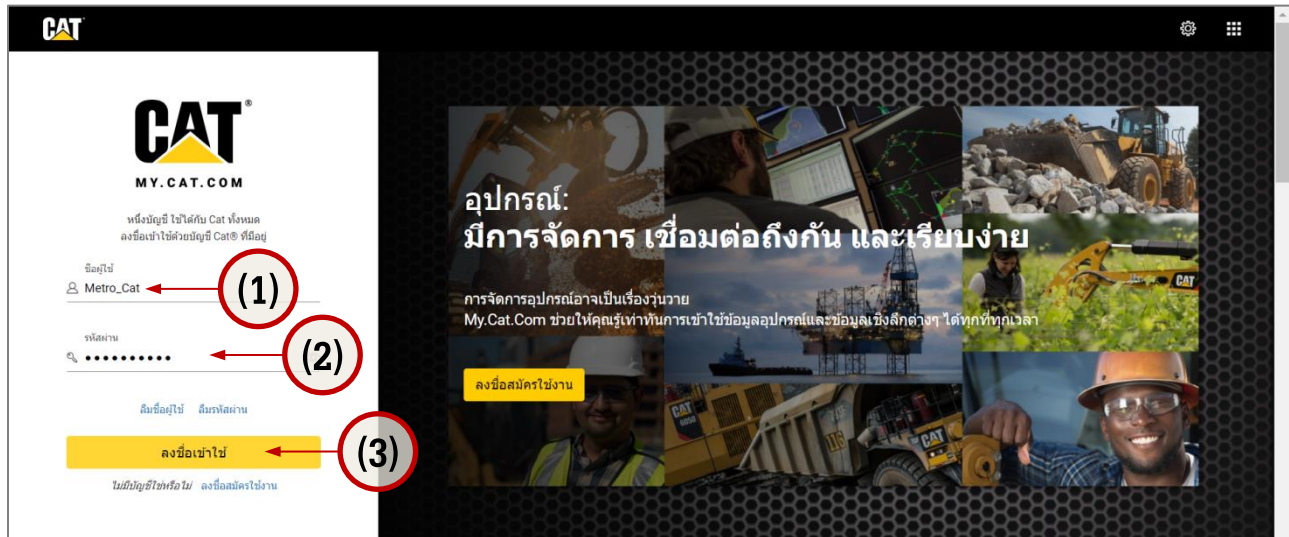 CAT
CAT®
MY.CAT.COM
หนึ่งบัญชี ใช้ได้กับ Cat ทั้งหมด
ลงชื่อเข้าใช้ด้วยบัญชี Cat® ที่มีอยู่
ชื่อผู้ใช้
Metro_Cat
(1)
รหัสผ่าน
••••••••••
(2)
ลืมชื่อผู้ใช้ ลืมรหัสผ่าน
ลงชื่อเข้าใช้
(3)
ไม่มีบัญชีใช่หรือไม่ ลงชื่อสมัครใช้งาน
อุปกรณ์:
มีการจัดการ เชื่อมต่อถึงกัน และเรียบง่าย
การจัดการอุปกรณ์อาจเป็นเรื่องวุ่นวาย
My.Cat.Com ช่วยให้คุณรู้เท่าทันการเข้าใช้ข้อมูลอุปกรณ์และข้อมูลเชิงลึกต่างๆ ได้ทุกที่ทุกเวลา
ลงชื่อสมัครใช้งาน
CAT
CAT
6050
116
CAT